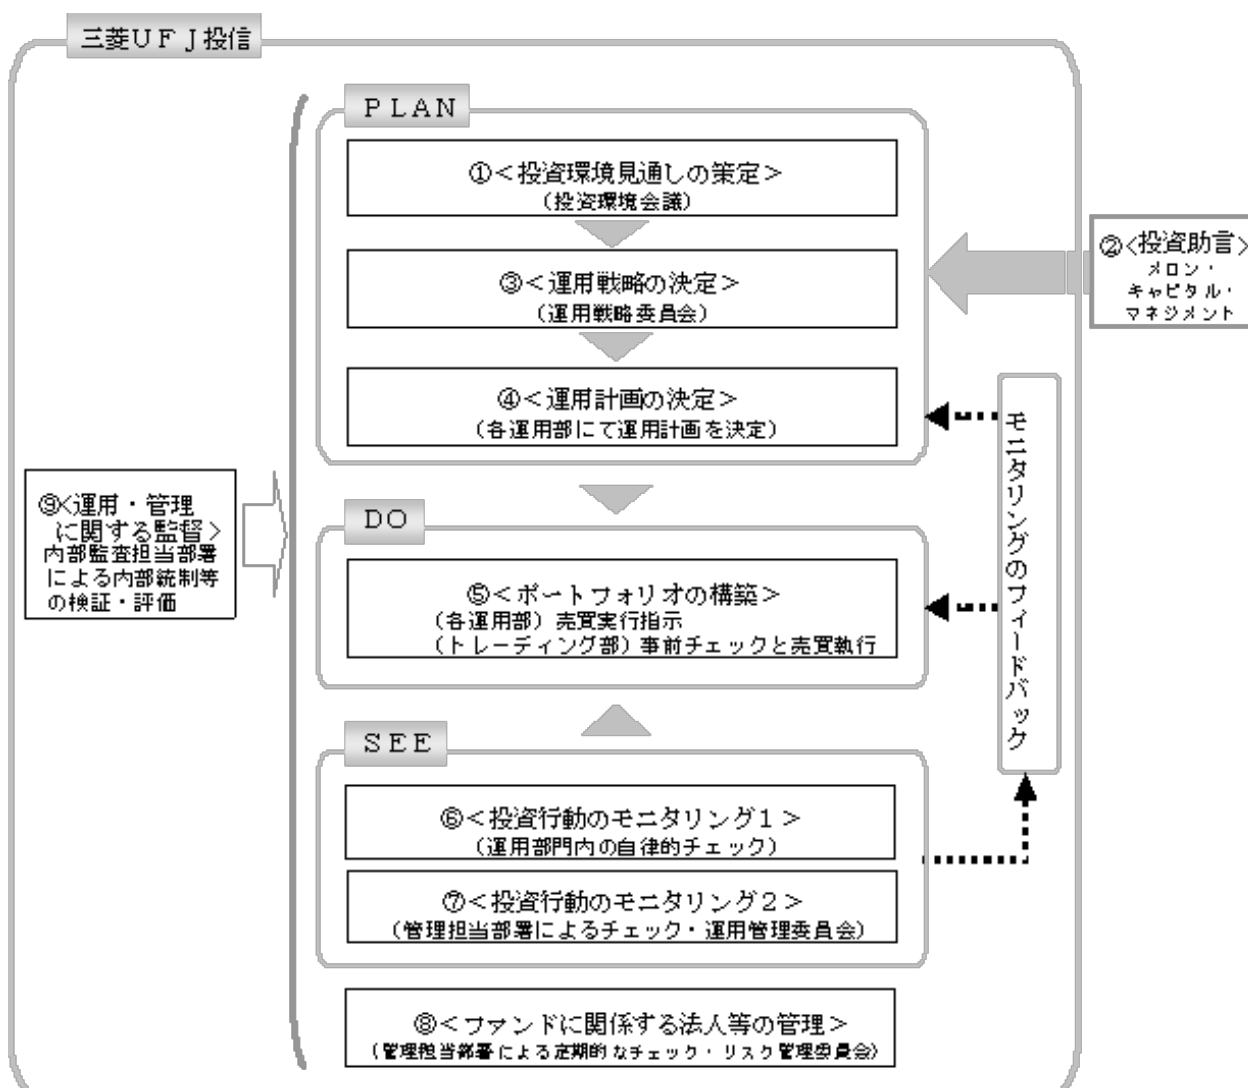 三菱ＵＦＪ投信
ＰＬＡＮ
①＜投資環境見通しの策定＞
（投資環境会議）
②＜投資助言＞
メロン・
キャピタル・
マネジメント
③＜運用戦略の決定＞
（運用戦略委員会）
④＜運用計画の決定＞
（各運用部にて運用計画を決定）
モニタリングのフィードバック
⑨＜運用・管理
に関する監督＞
内部監査担当部署
による内部統制等
の検証・評価
ＤＯ
⑤＜ポートフォリオの構築＞
（各運用部）売買実行指示
（トレーディング部）事前チェックと売買執行
ＳＥＥ
⑥＜投資行動のモニタリング１＞
（運用部門内の自律的チェック）
⑦＜投資行動のモニタリング２＞
（管理担当部署によるチェック・運用管理委員会）
⑧＜ファンドに関係する法人等の管理＞
（管理担当部署による定期的なチェック・リスク管理委員会）